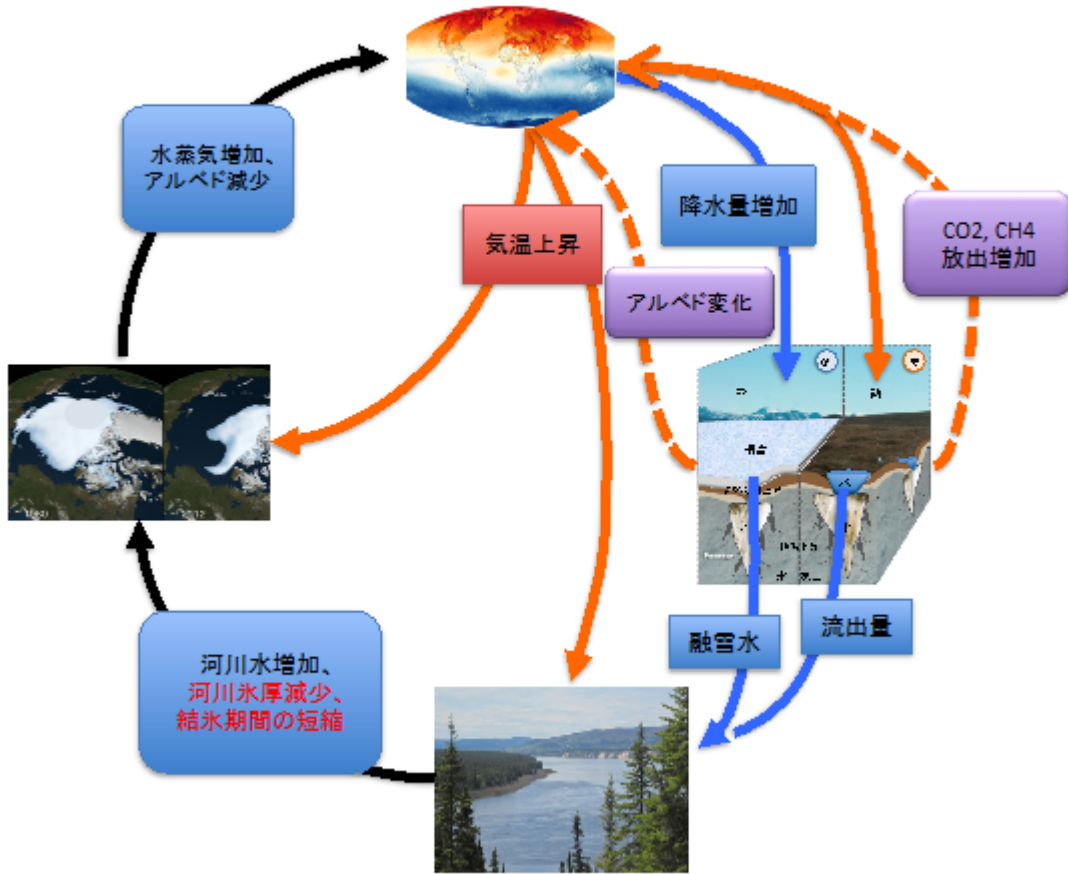 水蒸気増加、
アルベド減少
降水量増加
CO2, CH4
放出増加
気温上昇
アルベド変化
融雪水
流出量
河川水増加、
河川氷厚減少、
結氷期間の短縮